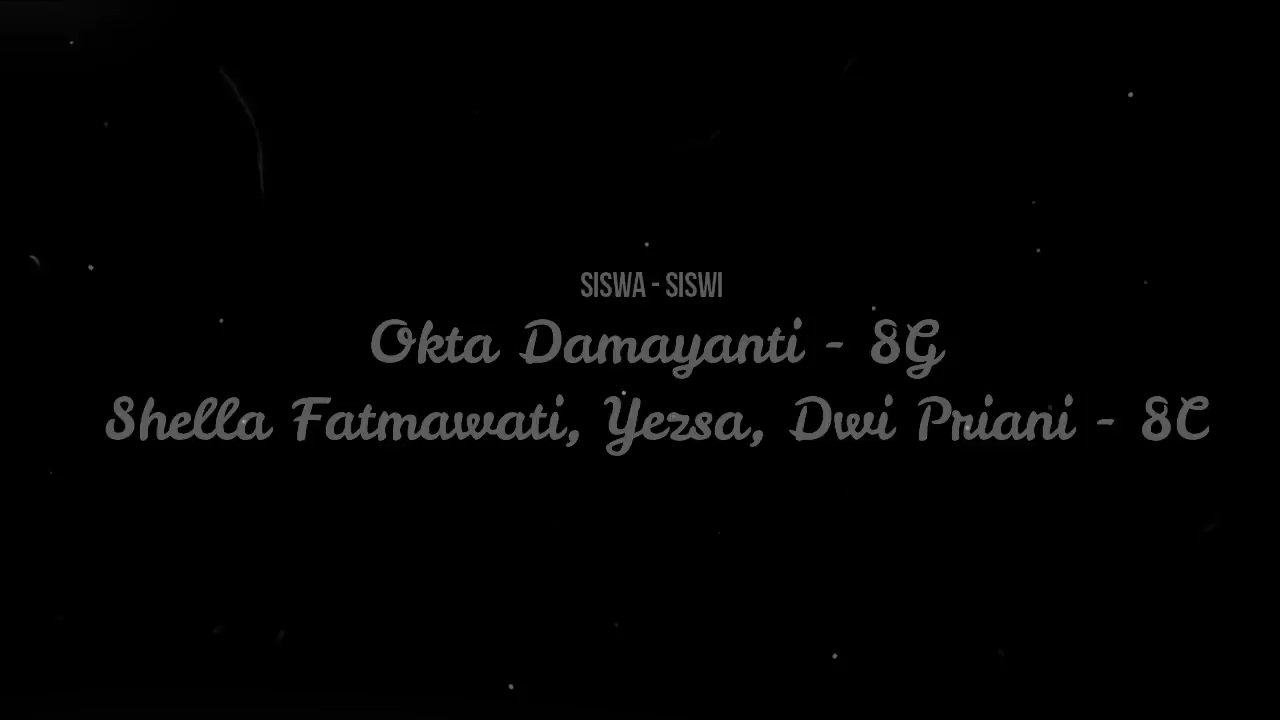 SISWA - SISWI
Okta Damayanti - 8G
Shella Fatmawati, Yezsa, Dwi Priani - 8C